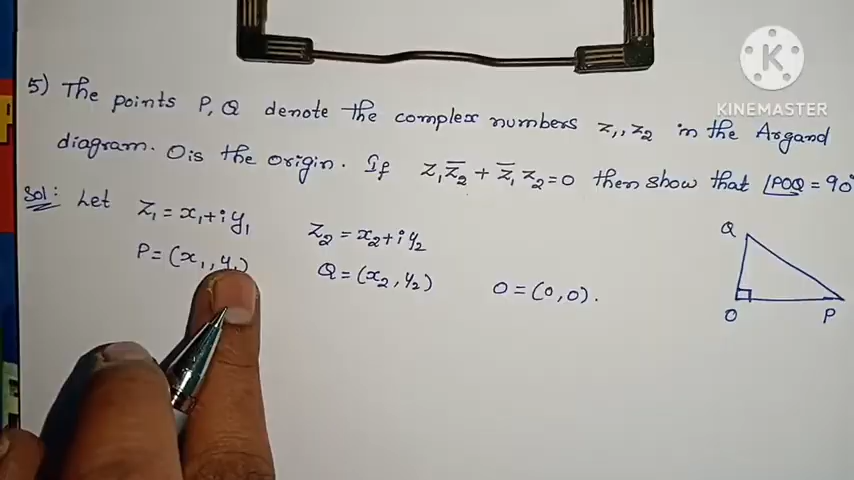 K
KINEMASTER
5) The points P, Q denote the complex numbers z₁, z₂ in the Argand
diagram. O is the origin. If z₁z̄₂ + z̄₁z₂ = 0 then show that ∠POQ = 90°
Sol: Let z₁ = x₁ + iy₁ z₂ = x₂ + iy₂
P = (x₁, y₁) Q = (x₂, y₂) O = (0, 0).
Q
O P